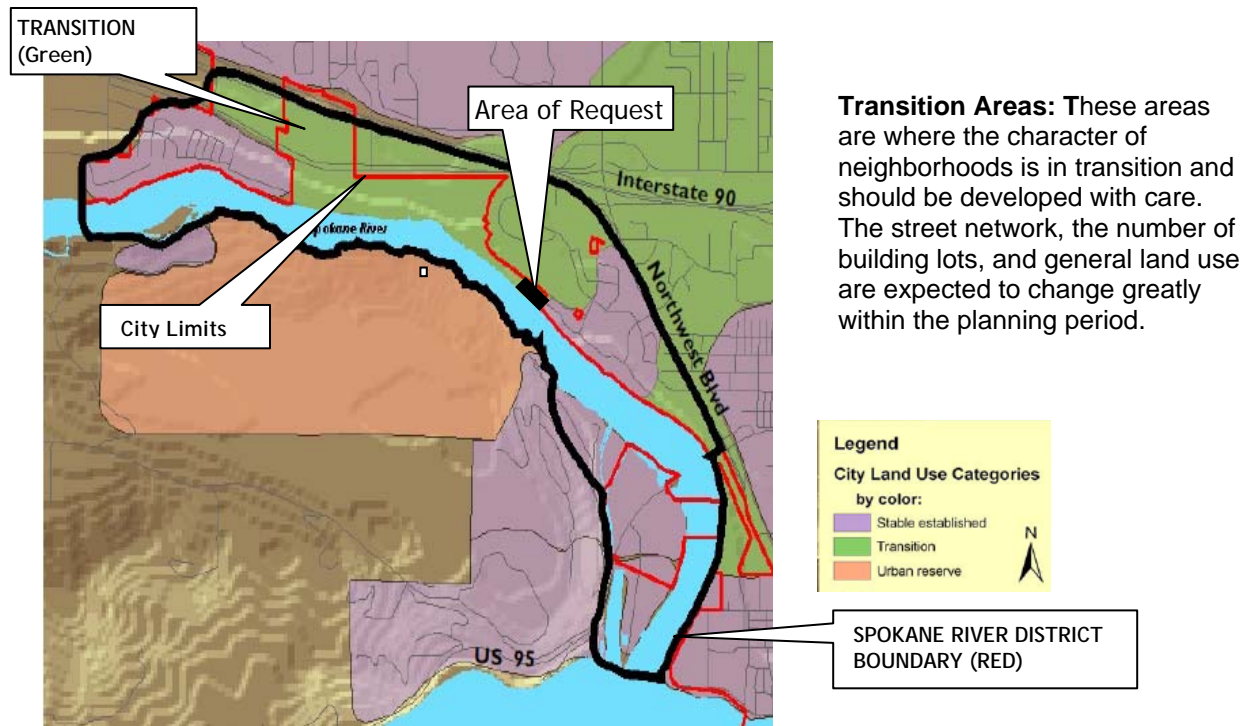 TRANSITION
(Green)
Area of Request
Interstate 90
Northwest Blvd
pokane River
City Limits
US 95
Transition Areas: These areas
are where the character of
neighborhoods is in transition and
should be developed with care.
The street network, the number of
building lots, and general land use
are expected to change greatly
within the planning period.
Legend
City Land Use Categories
by color:
Stable established
Transition
Urban reserve
N
SPOKANE RIVER DISTRICT
BOUNDARY (RED)